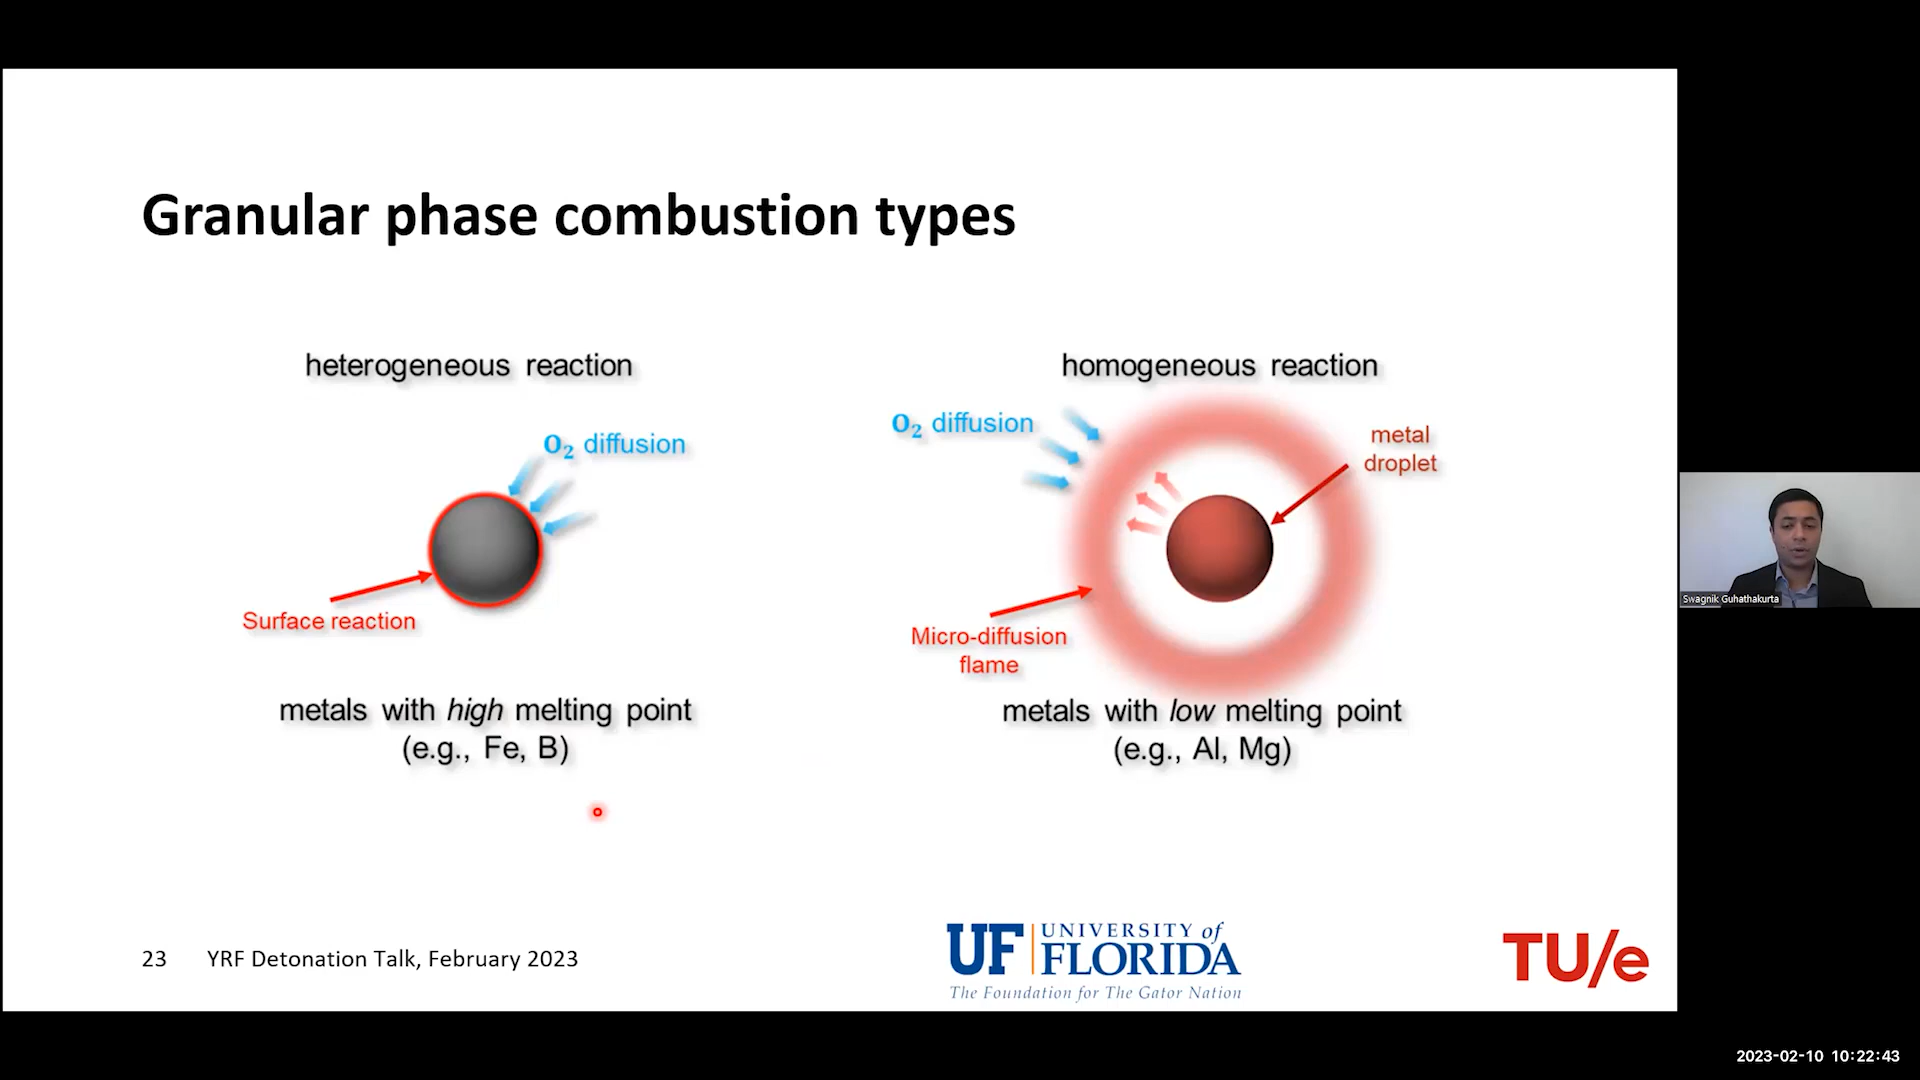 Granular phase combustion types
heterogeneous reaction
O₂ diffusion
Surface reaction
metals with high melting point
(e.g., Fe, B)
homogeneous reaction
O₂ diffusion
metal
droplet
Micro-diffusion
flame
metals with low melting point
(e.g., Al, Mg)
Swagnik Guhathakurta
23 YRF Detonation Talk, February 2023
UF UNIVERSITY of
FLORIDA
The Foundation for The Gator Nation
TU/e
2023-02-10 10:22:43